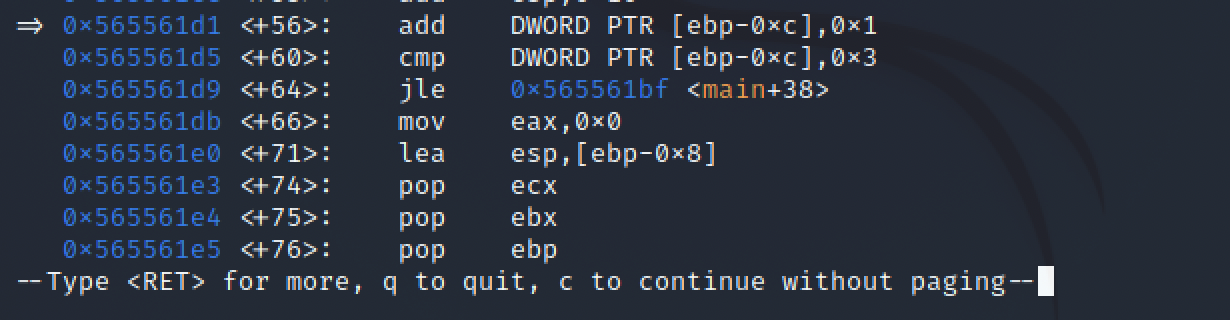 => 0×565561d1 <+56>: add DWORD PTR [ebp-0×c],0×1
0×565561d5 <+60>: cmp DWORD PTR [ebp-0×c],0×3
0×565561d9 <+64>: jle 0×565561bf <main+38>
0×565561db <+66>: mov eax,0×0
0×565561e0 <+71>: lea esp,[ebp-0×8]
0×565561e3 <+74>: pop ecx
0×565561e4 <+75>: pop ebx
0×565561e5 <+76>: pop ebp
--Type <RET> for more, q to quit, c to continue without paging--